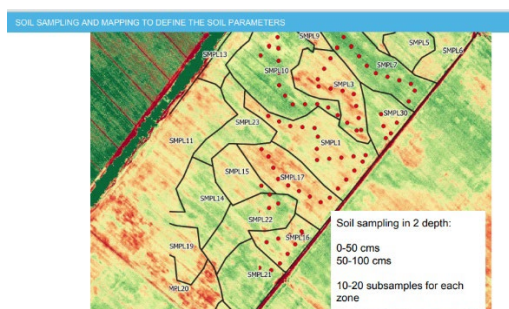 SOIL SAMPLING AND MAPPING TO DEFINE THE SOIL PARAMETERS
SMPL9
SMPL5
SMPL6
SMPL13
SMPL10
SMPL7
SMPL3
SMPL30
SMPL23
SMPL11
SMPL1
SMPL15
SMPL17
SMPL14
SMPL22
SMPL16
SMPL19
SMPL21
MPL20
Soil sampling in 2 depth:
0-50 cms
50-100 cms
10-20 subsamples for each
zone